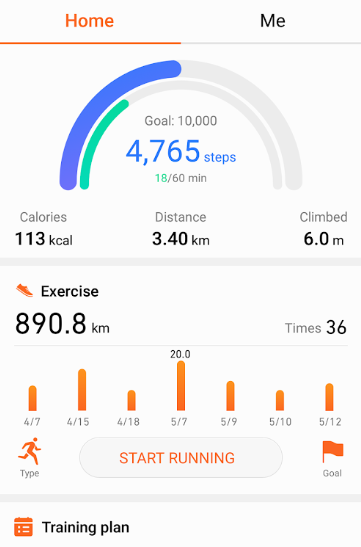 Home Me
Goal: 10,000
4,765 steps
18/60 min
Calories Distance Climbed
113 kcal 3.40 km 6.0 m
Exercise
890.8 km Times 36
20.0
4/7 4/15 4/18 5/7 5/9 5/10 5/12
START RUNNING
Type Goal
Training plan